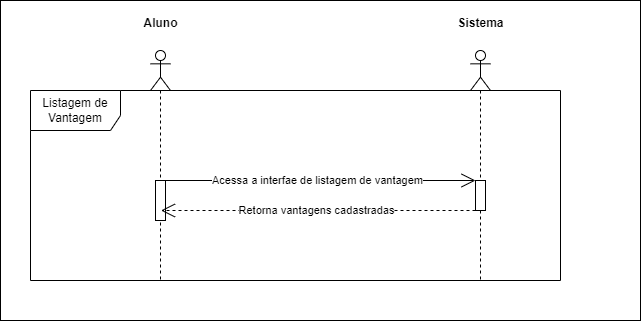 Aluno
Sistema
Listagem de
Vantagem
Acessa a interfae de listagem de vantagem
Retorna vantagens cadastradas